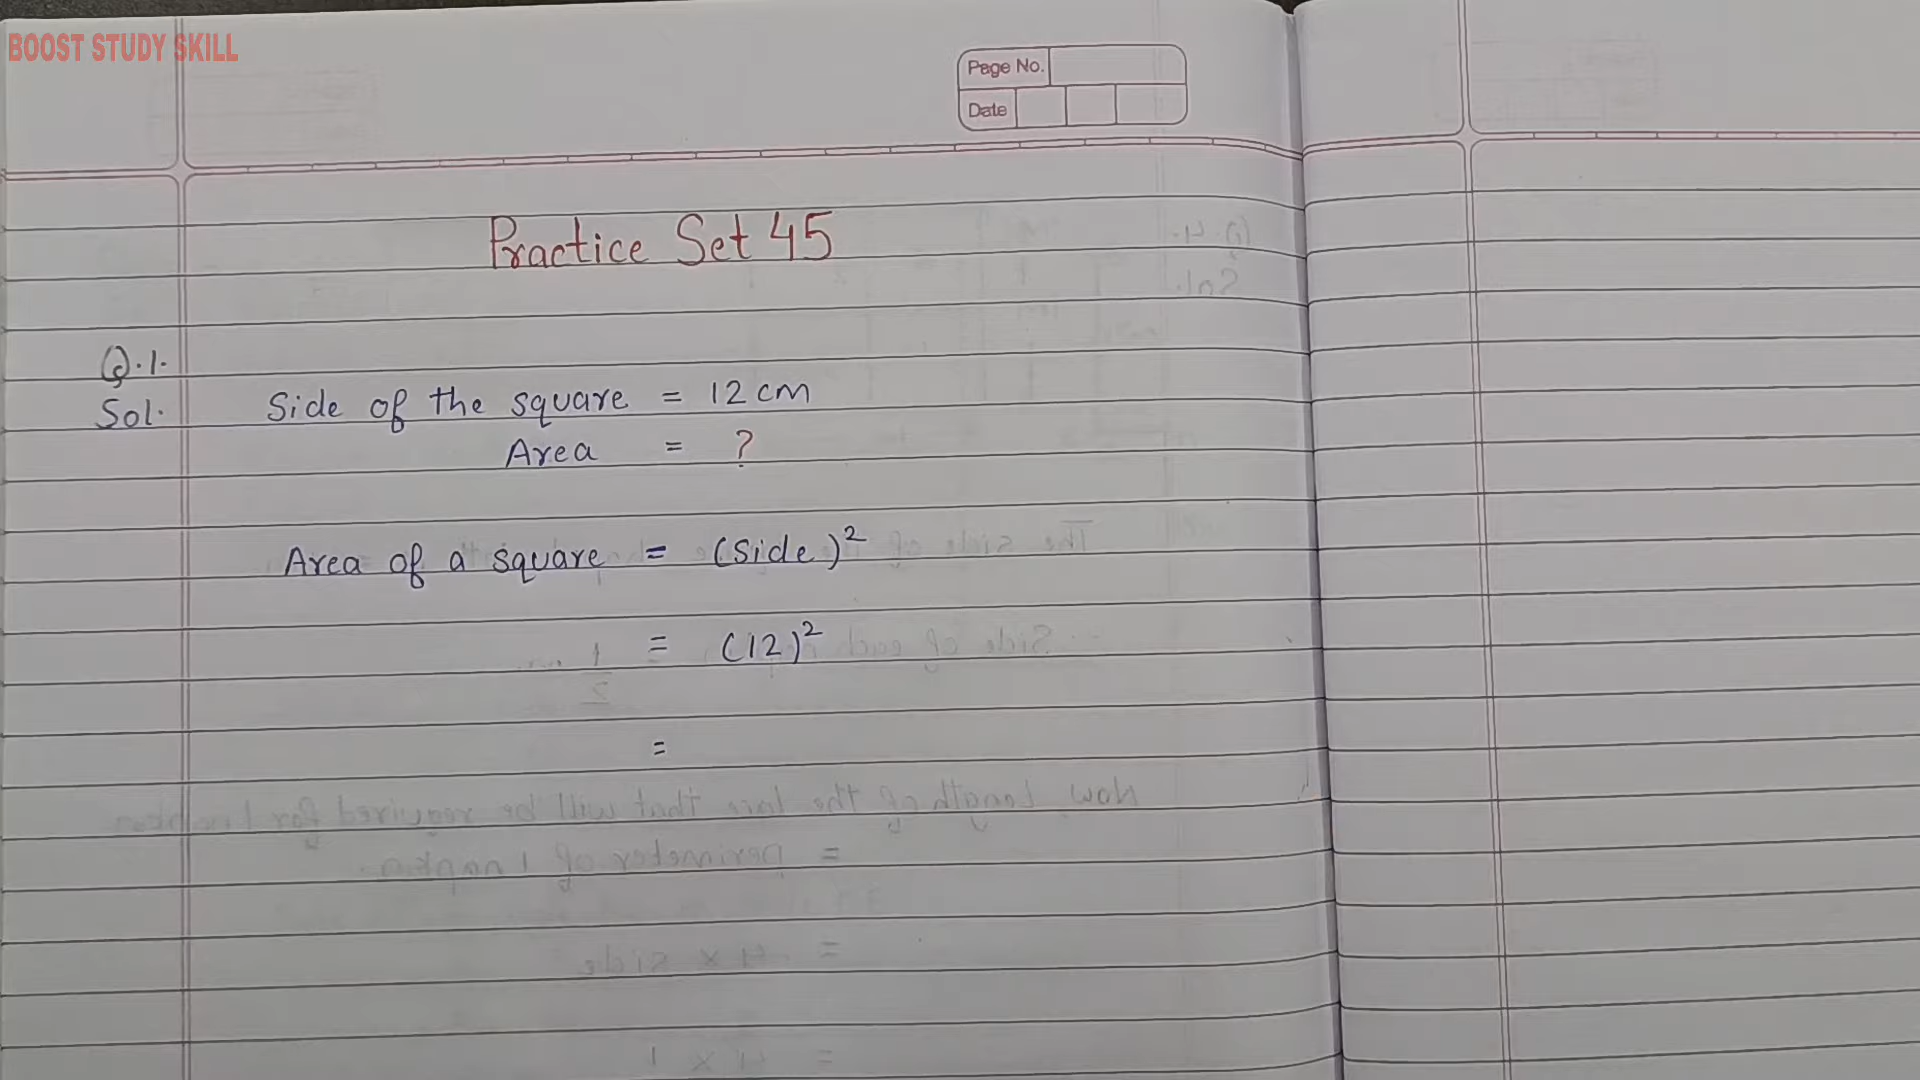 BOOST STUDY SKILL
Page No.
Date
Practice Set 45
Q.1.
Sol. Side of the square = 12 cm
Area = ?
Area of a square = (Side)²
= (12)²
=